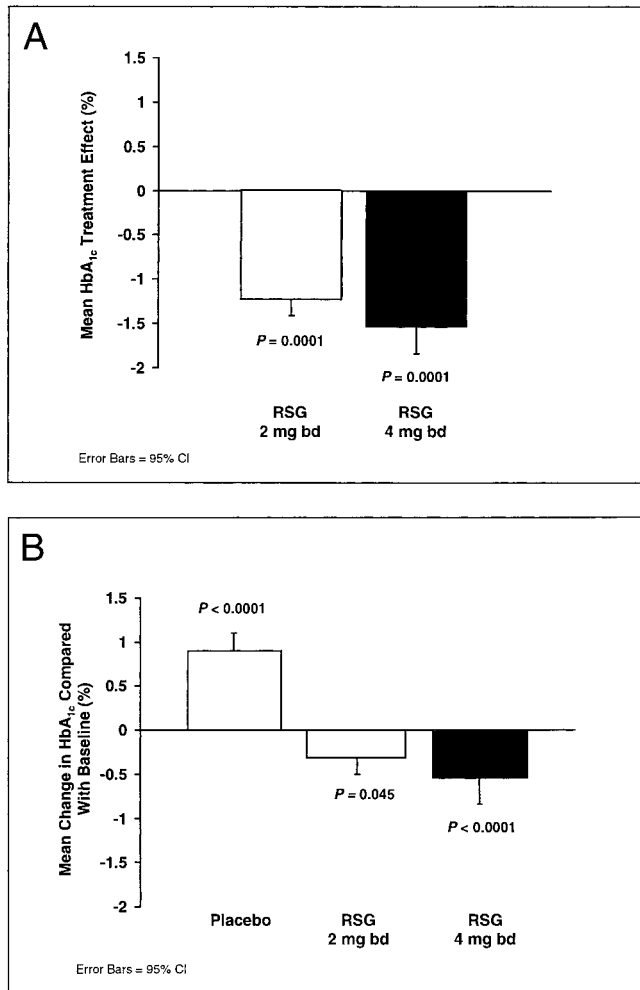 A
Mean HbA1c Treatment Effect (%)
1.5
1
0.5
0
-0.5
-1
-1.5
-2
P = 0.0001
P = 0.0001
RSG
2 mg bd
RSG
4 mg bd
Error Bars = 95% CI
B
Mean Change in HbA1c Compared
With Baseline (%)
1.5
1
0.5
0
-0.5
-1
-1.5
-2
P < 0.0001
P = 0.045
P < 0.0001
Placebo
RSG
2 mg bd
RSG
4 mg bd
Error Bars = 95% CI